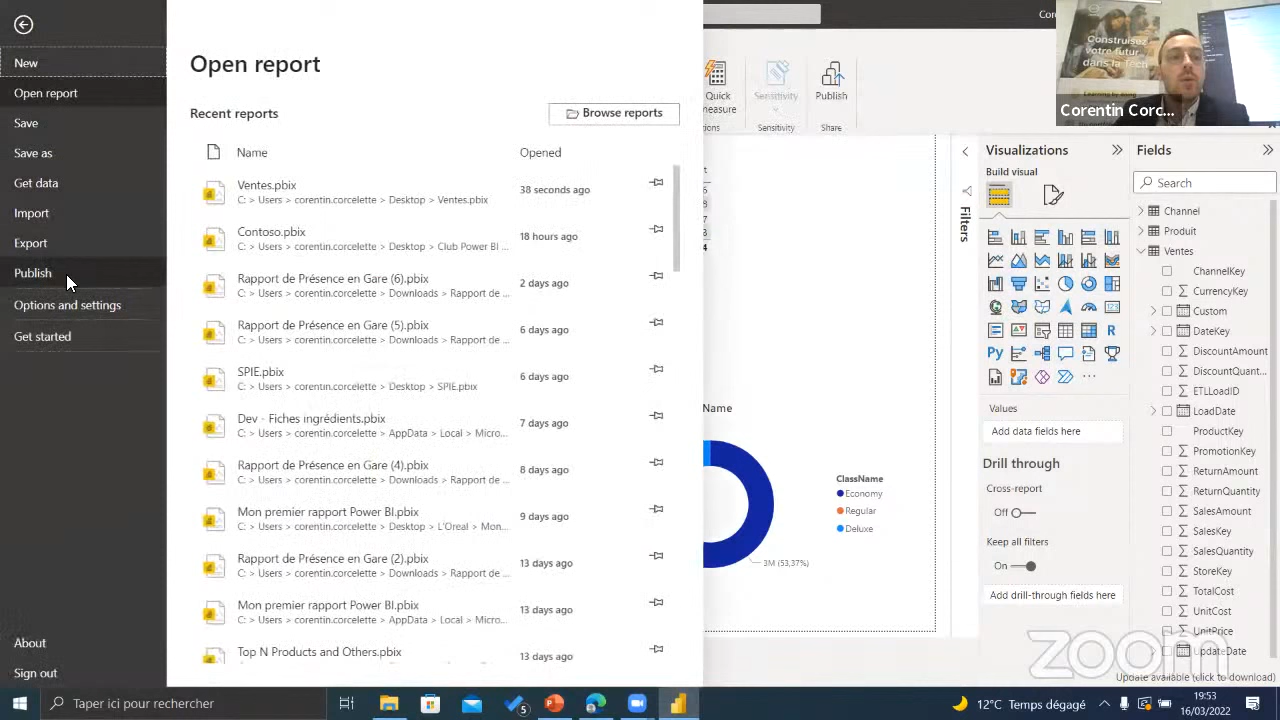 New
Open report
Save
Save as
Get data
Import
Export
Publish
Options and settings
Get started
About
Sign out
Open report
Recent reports
Browse reports
Name
Opened
Ventes.pbix
C: > Users > corentin.corcelette > Desktop > Ventes.pbix
38 seconds ago
Contoso.pbix
C: > Users > corentin.corcelette > Desktop > Club Power BI ...
18 hours ago
Rapport de Présence en Gare (6).pbix
C: > Users > corentin.corcelette > Downloads > Rapport de ...
2 days ago
Rapport de Présence en Gare (5).pbix
C: > Users > corentin.corcelette > Downloads > Rapport de ...
6 days ago
SPIE.pbix
C: > Users > corentin.corcelette > Desktop > SPIE.pbix
6 days ago
Dev - Fiches ingrédients.pbix
C: > Users > corentin.corcelette > AppData > Local > Micro...
7 days ago
Rapport de Présence en Gare (4).pbix
C: > Users > corentin.corcelette > Downloads > Rapport de ...
8 days ago
Mon premier rapport Power BI.pbix
C: > Users > corentin.corcelette > Desktop > L'Oreal > Mon...
9 days ago
Rapport de Présence en Gare (2).pbix
C: > Users > corentin.corcelette > Downloads > Rapport de ...
13 days ago
Mon premier rapport Power BI.pbix
C: > Users > corentin.corcelette > AppData > Local > Micro...
13 days ago
Top N Products and Others.pbix
13 days ago
Quick
measure
Sensitivity
Publish
Sensitivity
Share
Cor
Construisez
votre futur
dans la Tech
Corentin Corc...
Name
ClassName
Economy
Regular
Deluxe
3M (53,37%)
Filters
Visualizations
Build visual
Values
Add data fields here
Drill through
Cross-report
Off
Keep all filters
On
Add drill-through fields here
Fields
Search
Channel
Produit
Ventes
ChannelKey
CurrencyKey
Custom
DateKey
DiscountAmount
DiscountQuant...
ETLLoadID
LoadDate
ProductKey
PromotionKey
ReturnAmount
ReturnQuantity
SalesAmount
SalesKey
SalesQuantity
StoreKey
TotalCost
UnitCost
UnitPrice
UpdateDate
zoom
Update available (click to download)
Taper ici pour rechercher
12°C Temps dégagé
19:53
16/03/2022